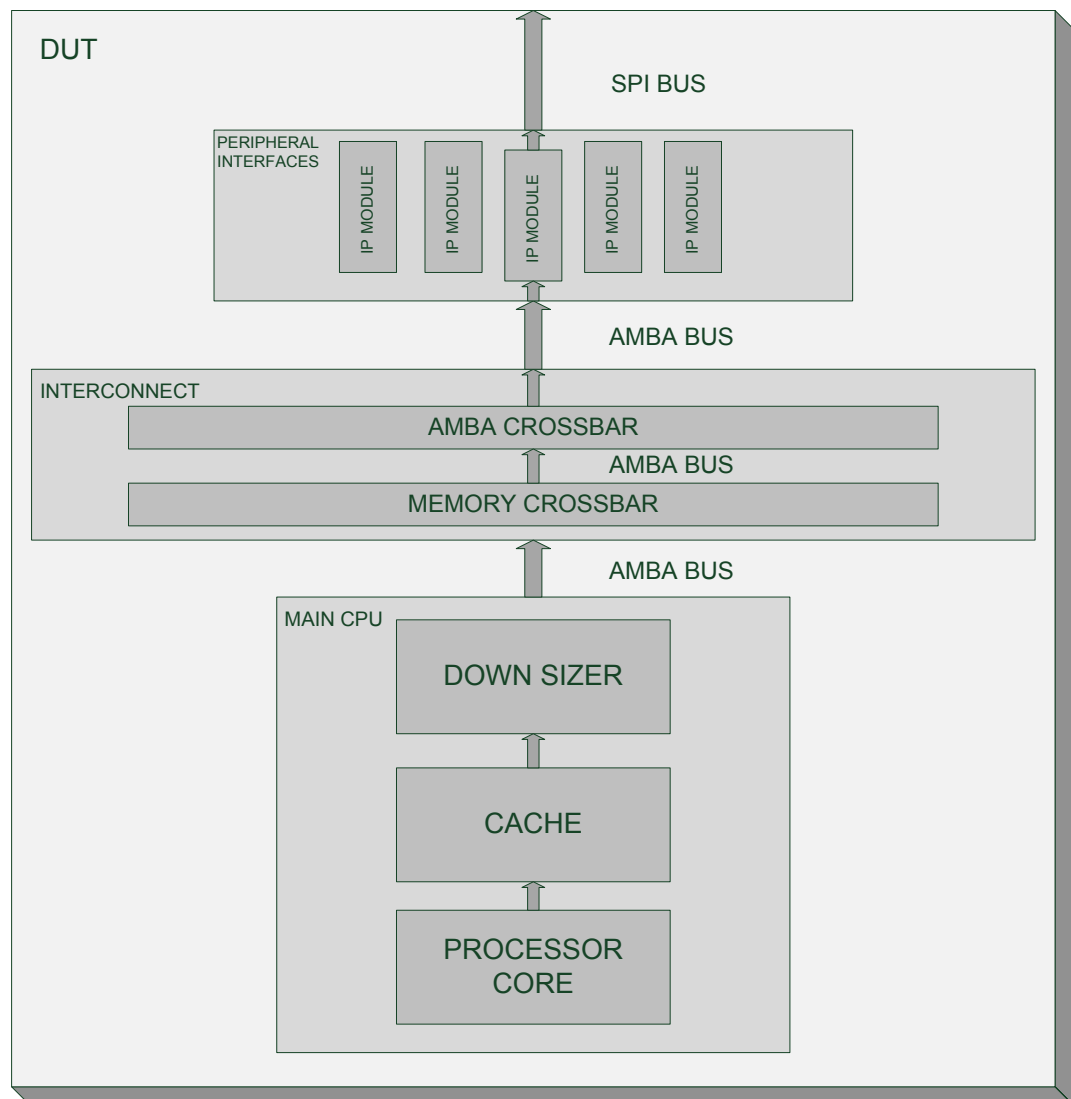 DUT
SPI BUS
PERIPHERAL
INTERFACES
IP MODULE
IP MODULE
IP MODULE
IP MODULE
IP MODULE
AMBA BUS
INTERCONNECT
AMBA CROSSBAR
AMBA BUS
MEMORY CROSSBAR
AMBA BUS
MAIN CPU
DOWN SIZER
CACHE
PROCESSOR
CORE